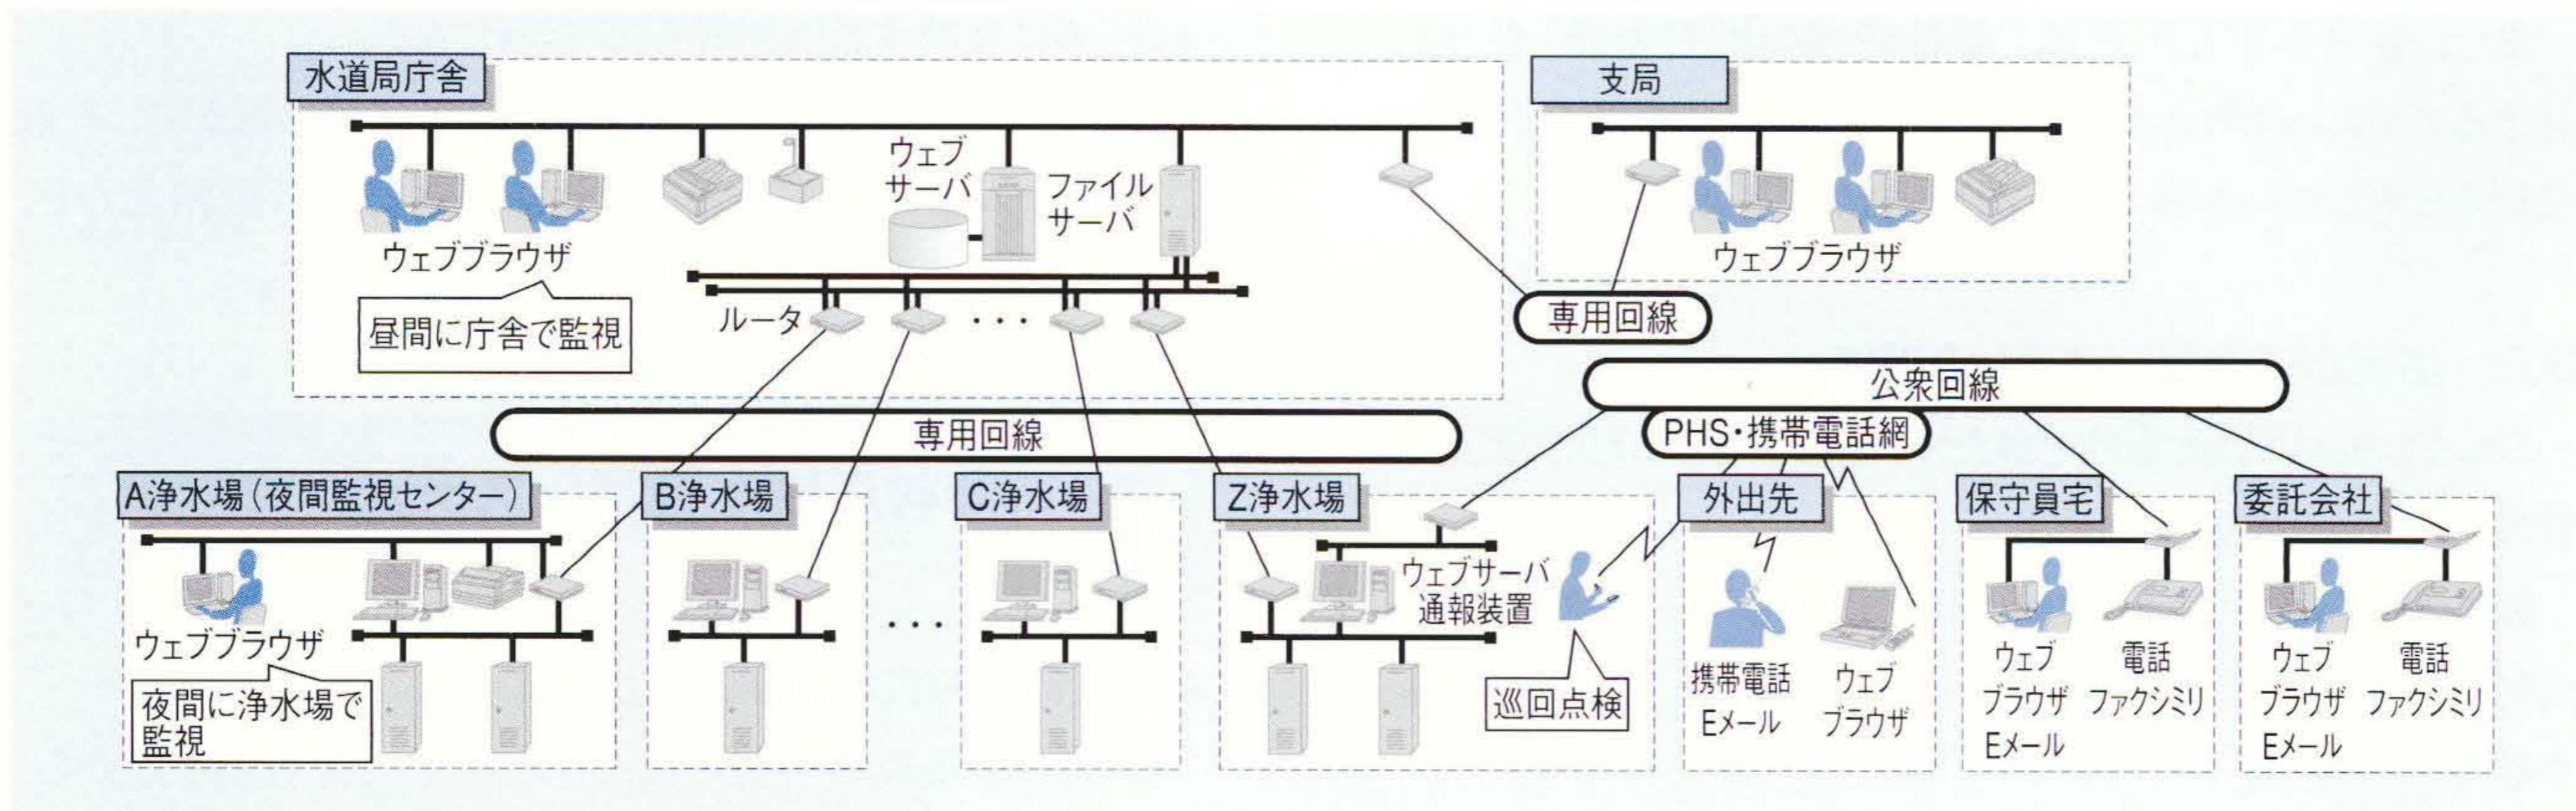 水道局庁舎
支局
ウェブ
サーバ
ファイル
サーバ
ウェブブラウザ
ウェブブラウザ
昼間に庁舎で監視
ルータ
・・・
専用回線
公衆回線
専用回線
PHS・携帯電話網
A浄水場(夜間監視センター)
B浄水場
C浄水場
Z浄水場
外出先
保守員宅
委託会社
ウェブブラウザ
夜間に浄水場で
監視
・・・
ウェブサーバ
通報装置
巡回点検
携帯電話
Eメール
ウェブ
ブラウザ
ウェブ
ブラウザ
Eメール
電話
ファクシミリ
ウェブ
ブラウザ
Eメール
電話
ファクシミリ